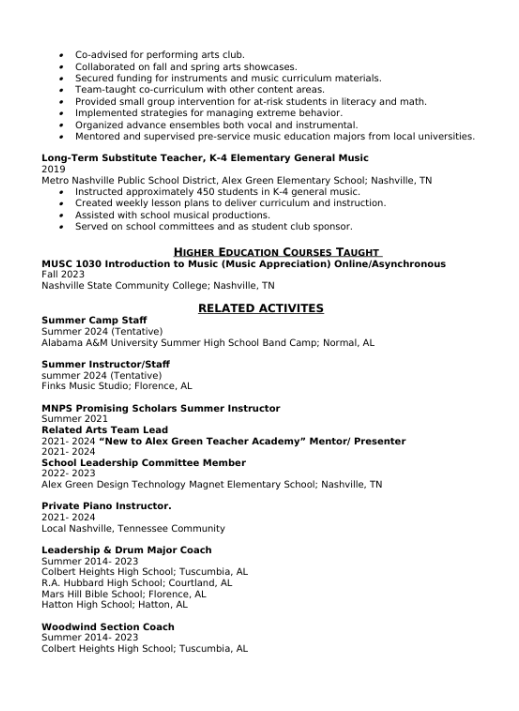 • Co-advised for performing arts club.
• Collaborated on fall and spring arts showcases.
• Secured funding for instruments and music curriculum materials.
• Team-taught co-curriculum with other content areas.
• Provided small group intervention for at-risk students in literacy and math.
• Implemented strategies for managing extreme behavior.
• Organized advance ensembles both vocal and instrumental.
• Mentored and supervised pre-service music education majors from local universities.
Long-Term Substitute Teacher, K-4 Elementary General Music
2019
Metro Nashville Public School District, Alex Green Elementary School; Nashville, TN
• Instructed approximately 450 students in K-4 general music.
• Created weekly lesson plans to deliver curriculum and instruction.
• Assisted with school musical productions.
• Served on school committees and as student club sponsor.
HIGHER EDUCATION COURSES TAUGHT
MUSC 1030 Introduction to Music (Music Appreciation) Online/Asynchronous
Fall 2023
Nashville State Community College; Nashville, TN
RELATED ACTIVITES
Summer Camp Staff
Summer 2024 (Tentative)
Alabama A&M University Summer High School Band Camp; Normal, AL
Summer Instructor/Staff
summer 2024 (Tentative)
Finks Music Studio; Florence, AL
MNPS Promising Scholars Summer Instructor
Summer 2021
Related Arts Team Lead
2021- 2024 “New to Alex Green Teacher Academy” Mentor/ Presenter
2021- 2024
School Leadership Committee Member
2022- 2023
Alex Green Design Technology Magnet Elementary School; Nashville, TN
Private Piano Instructor.
2021- 2024
Local Nashville, Tennessee Community
Leadership & Drum Major Coach
Summer 2014- 2023
Colbert Heights High School; Tuscumbia, AL
R.A. Hubbard High School; Courtland, AL
Mars Hill Bible School; Florence, AL
Hatton High School; Hatton, AL
Woodwind Section Coach
Summer 2014- 2023
Colbert Heights High School; Tuscumbia, AL